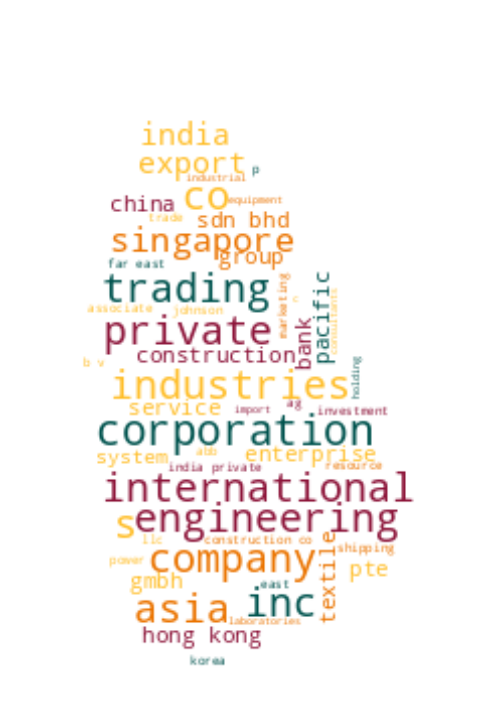 india
export p
industrial
co equipment
china
trade sdn bhd
singapore
group
far east
trading
marketing
n
pacific
consultants
associate johnson
private
bank
construction
b v
holding
industries
service import ag investment
corporation
system abb enterprise
india private resource
international
s engineering
llc construction co
power company shipping
textile
pte
gmbh east
asia inc
laboratories
hong kong
korea